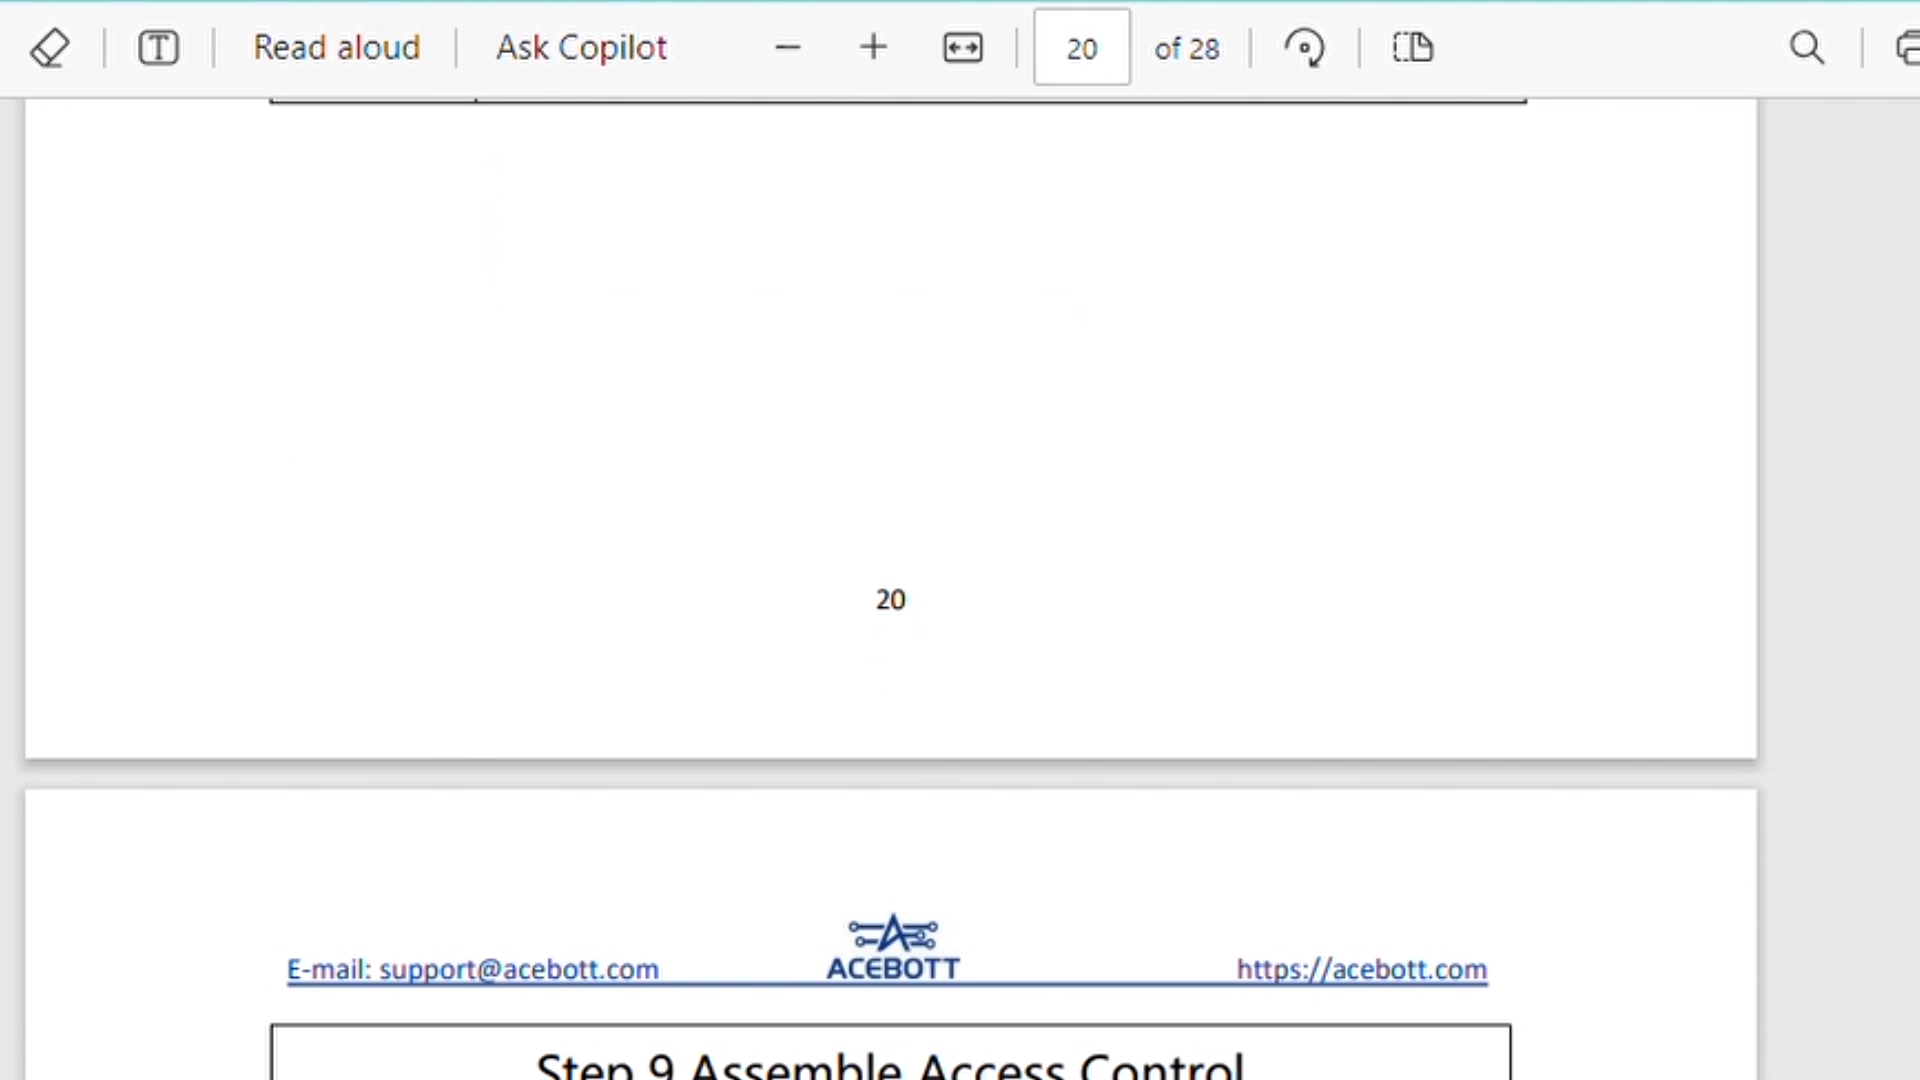 Read aloud Ask Copilot 20 of 28
20
E-mail: support@acebott.com ACEBOTT https://acebott.com
Step 9 Assemble Access Control